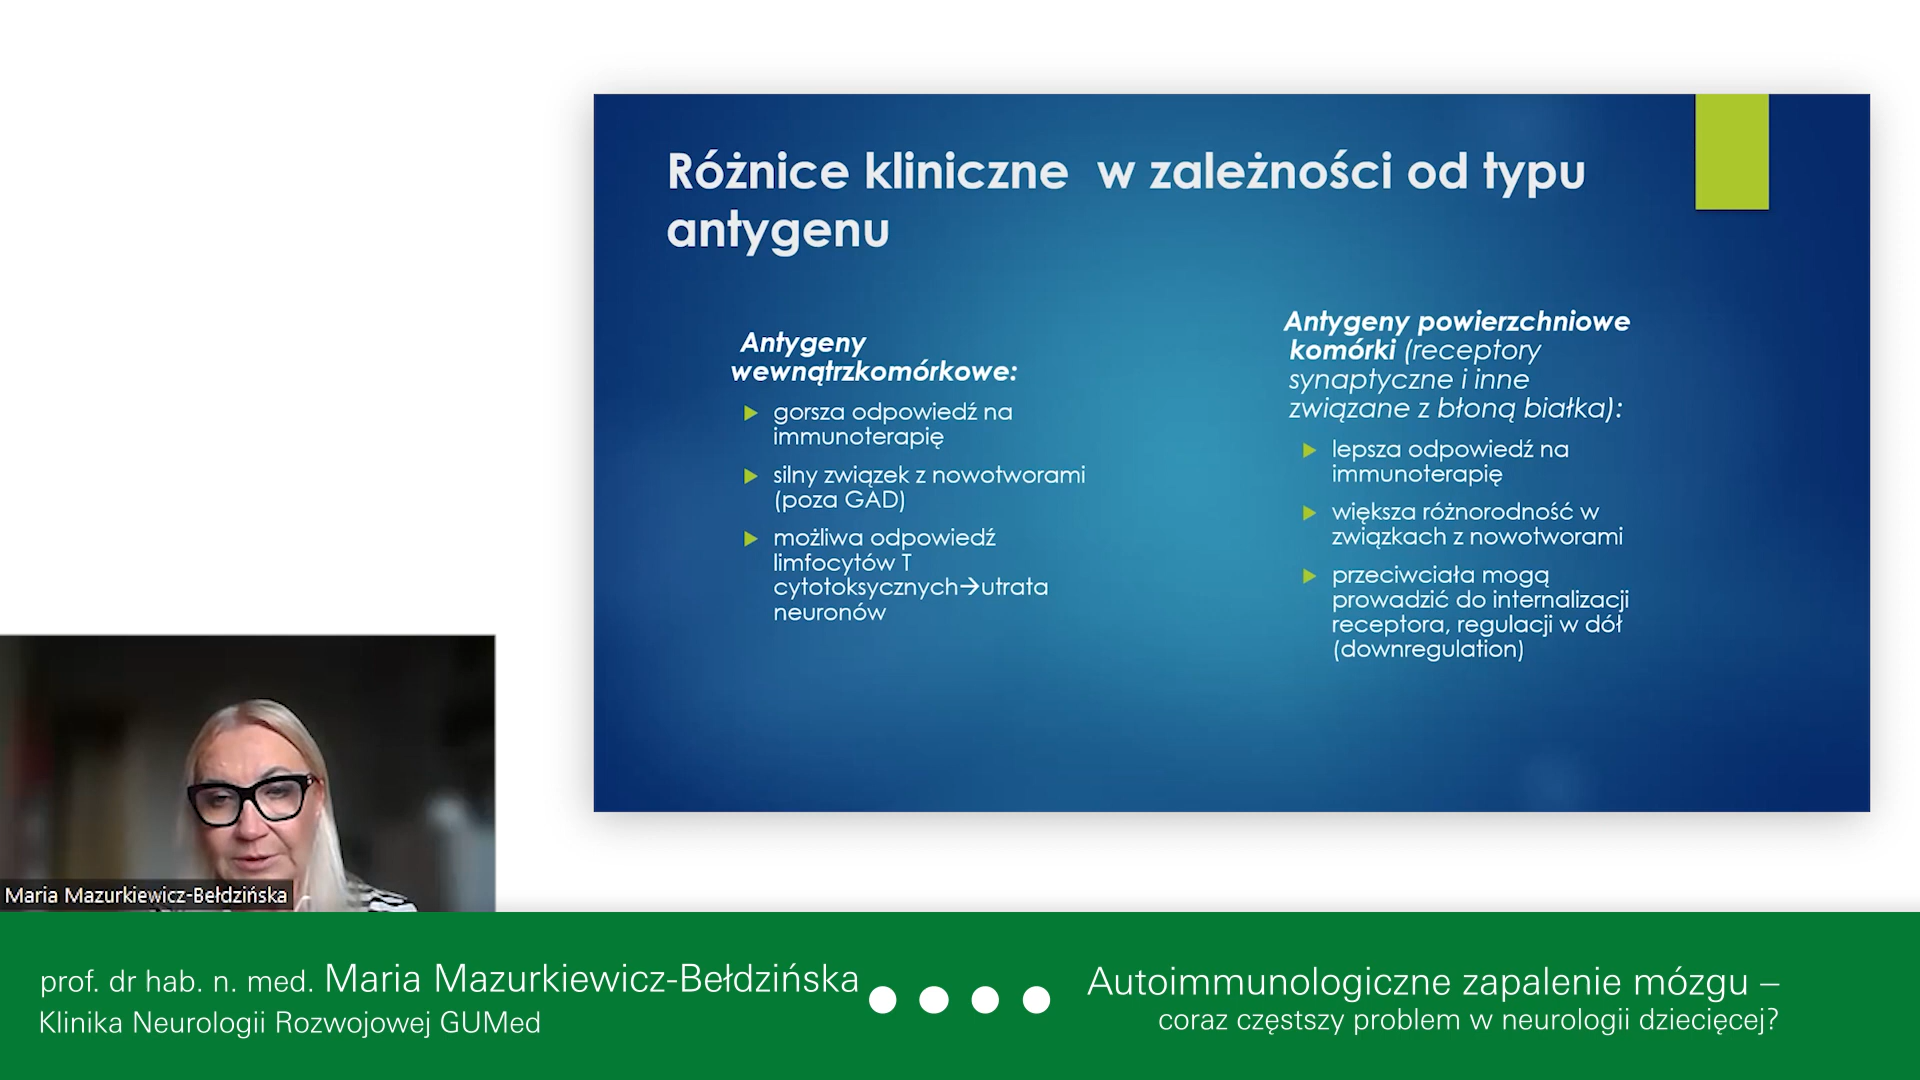 Różnice kliniczne  w zależności od typu
antygenu
Antygeny
wewnątrzkomórkowe:
gorsza odpowiedź na
immunoterapię
silny związek z nowotworami
(poza GAD)
możliwa odpowiedź
limfocytów T
cytotoksycznych→utrata
neuronów
Antygeny powierzchniowe
komórki (receptory
synaptyczne i inne
związane z błoną białka):
lepsza odpowiedź na
immunoterapię
większa różnorodność w
związkach z nowotworami
przeciwciała mogą
prowadzić do internalizacji
receptora, regulacji w dół
(downregulation)
Maria Mazurkiewicz-Bełdzińska
prof. dr hab. n. med. Maria Mazurkiewicz-Bełdzińska
Klinika Neurologii Rozwojowej GUMed
Autoimmunologiczne zapalenie mózgu –
coraz częstszy problem w neurologii dziecięcej?